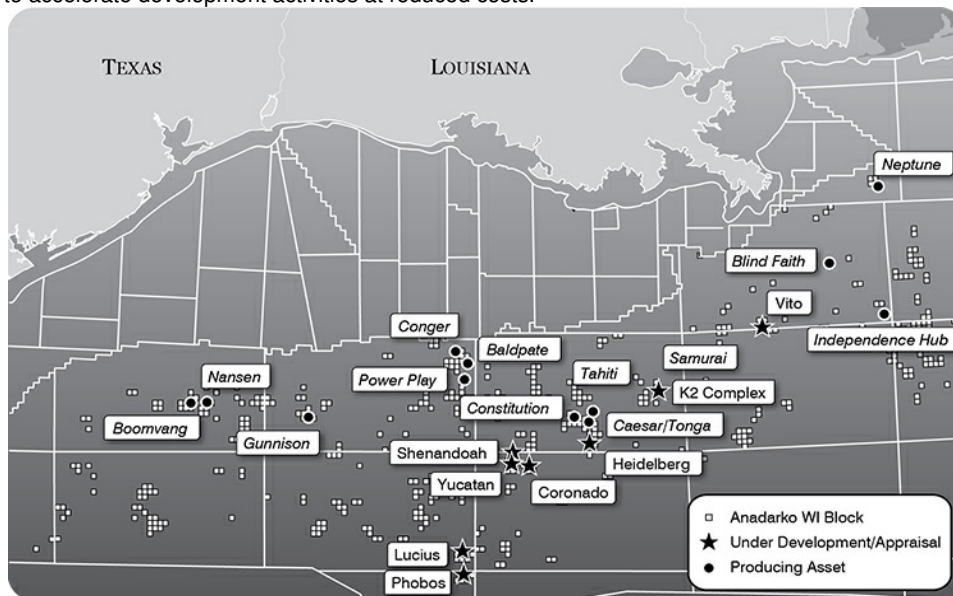 to accelerate development activities at reduced costs.
TEXAS
LOUISIANA
Neptune
Blind Faith
Vito
Independence Hub
Conger
Baldpate
Samurai
Nansen
Power Play
Tahiti
K2 Complex
Constitution
Caesar/Tonga
Boomvang
Gunnison
Shenandoah
Heidelberg
Yucatan
Coronado
Anadarko WI Block
Under Development/Appraisal
Producing Asset
Lucius
Phobos